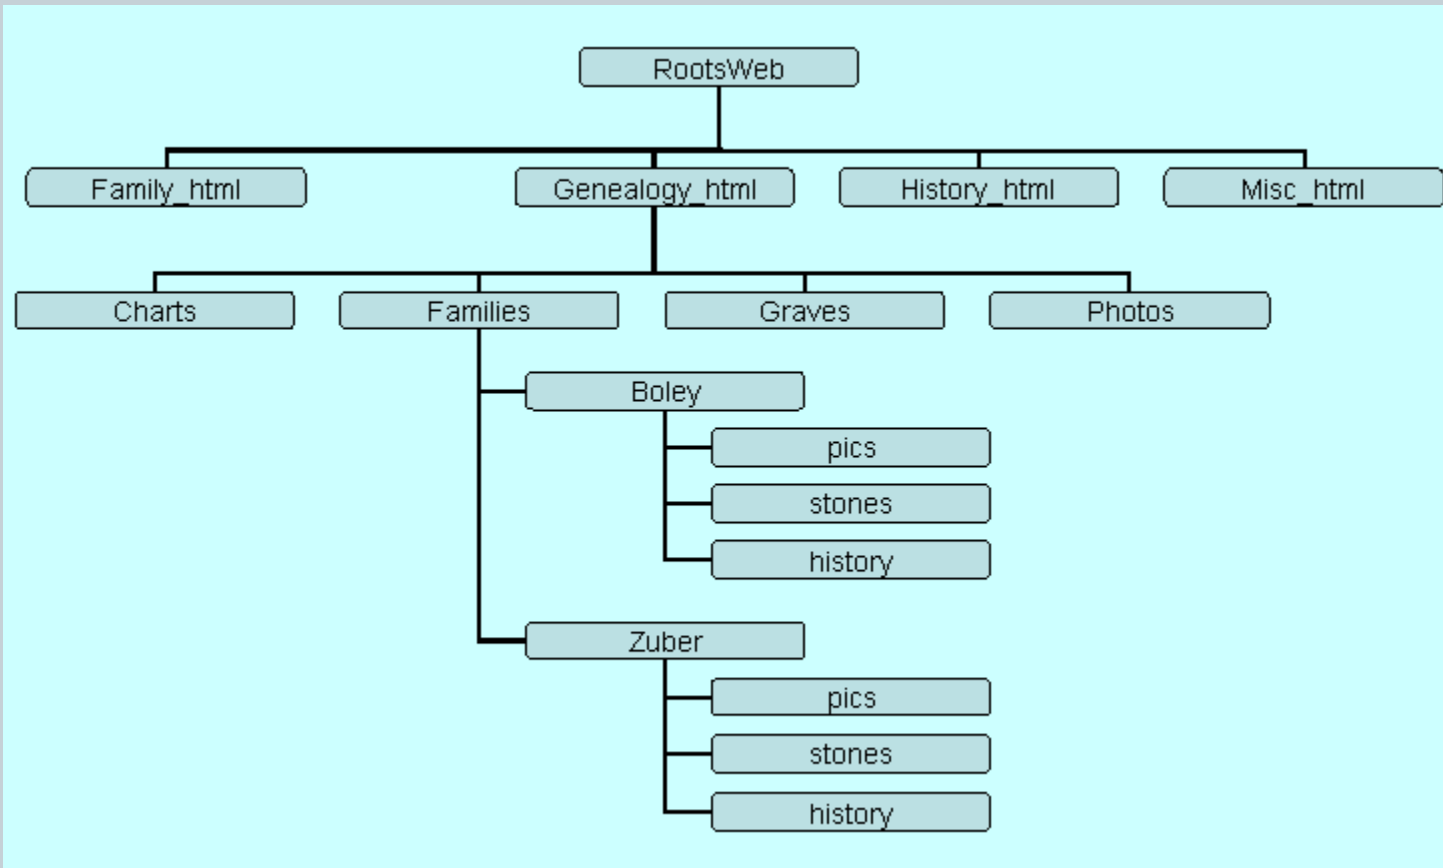 RootsWeb
Family_html
Genealogy_html
History_html
Misc_html
Charts
Families
Graves
Photos
Boley
pics
stones
history
Zuber
pics
stones
history